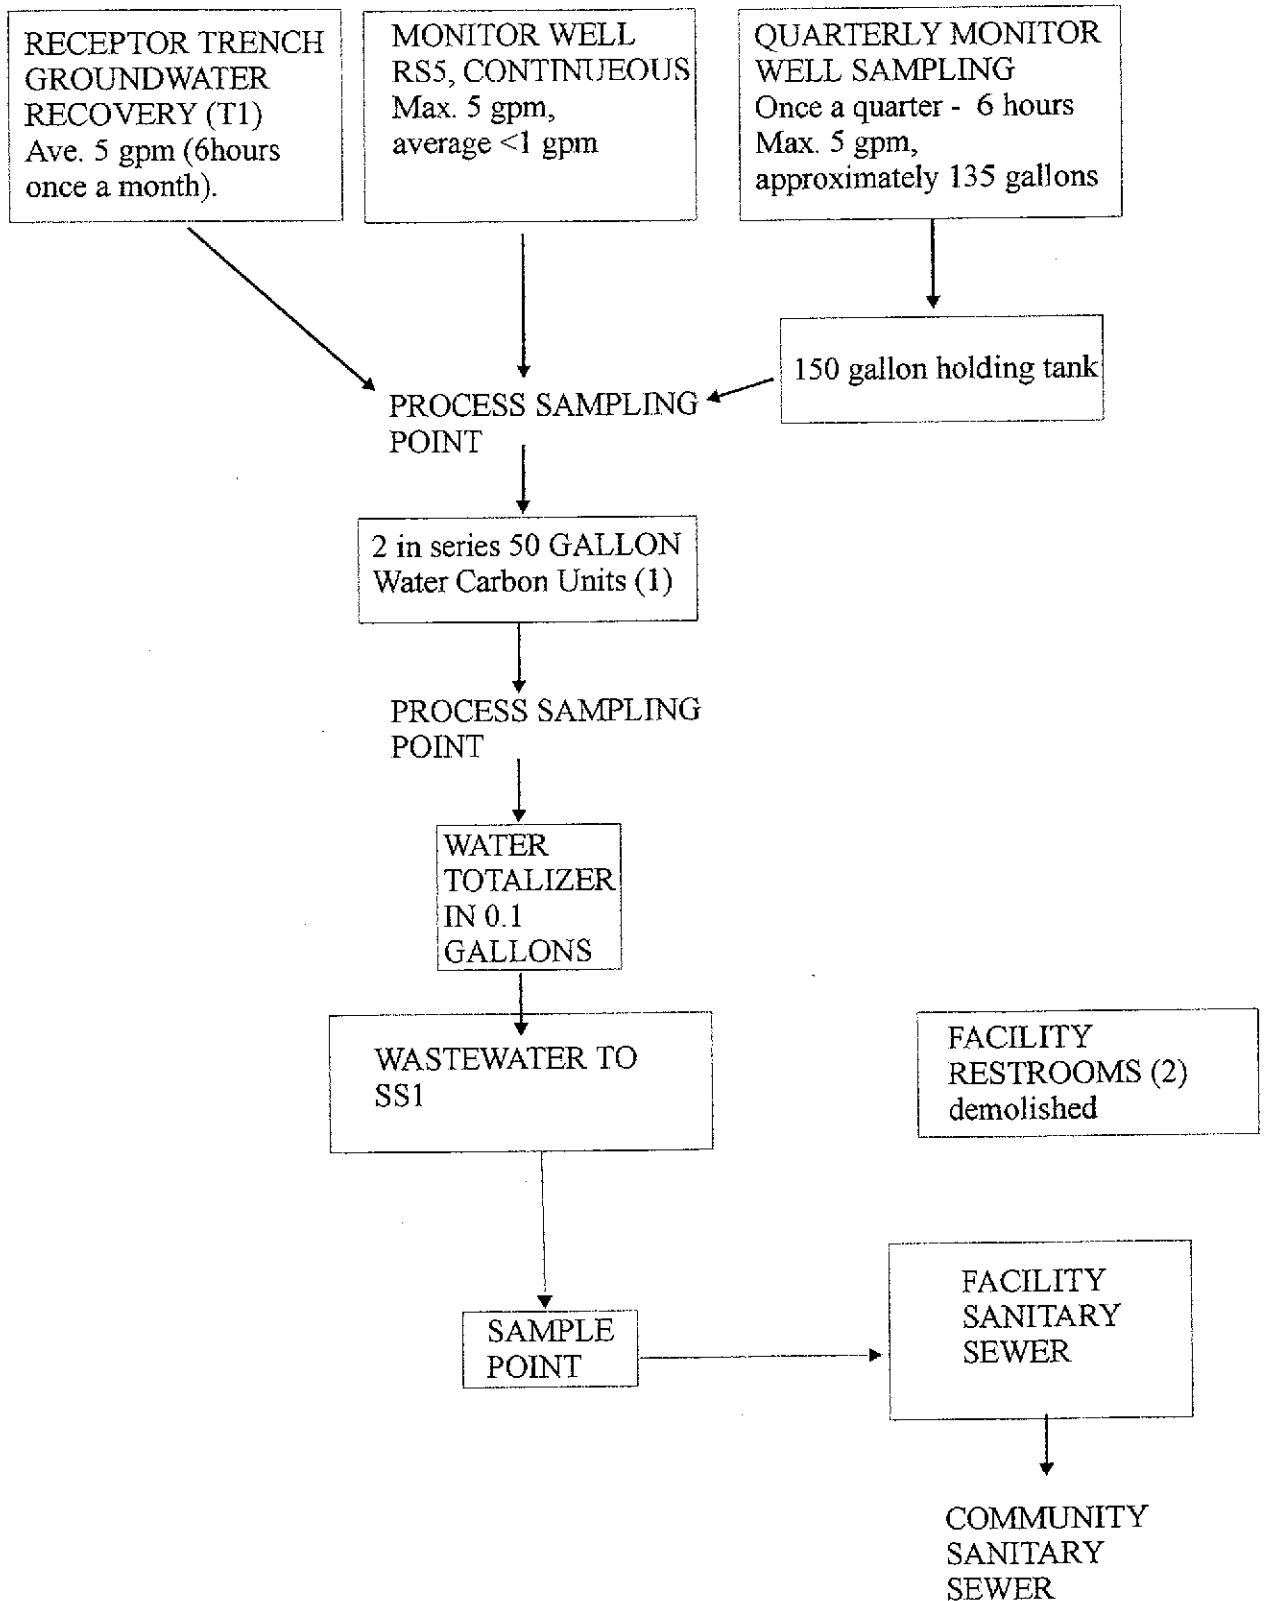 RECEPTOR TRENCH
GROUNDWATER
RECOVERY (T1)
Ave. 5 gpm (6hours
once a month).
MONITOR WELL
RS5, CONTINUEOUS
Max. 5 gpm,
average <1 gpm
QUARTERLY MONITOR
WELL SAMPLING
Once a quarter - 6 hours
Max. 5 gpm,
approximately 135 gallons
150 gallon holding tank
PROCESS SAMPLING
POINT
2 in series 50 GALLON
Water Carbon Units (1)
PROCESS SAMPLING
POINT
WATER
TOTALIZER
IN 0.1
GALLONS
WASTEWATER TO
SS1
FACILITY
RESTROOMS (2)
demolished
SAMPLE
POINT
FACILITY
SANITARY
SEWER
COMMUNITY
SANITARY
SEWER